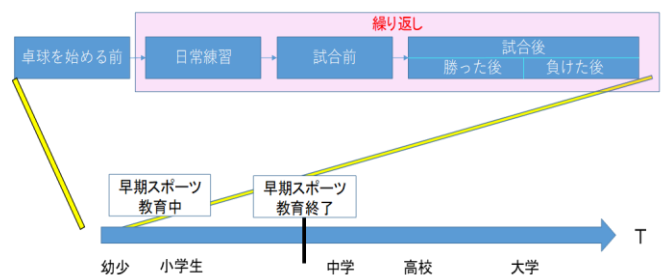 繰り返し
卓球を始める前
日常練習
試合前
試合後
勝った後
負けた後
早期スポーツ
教育中
早期スポーツ
教育終了
T
幼少
小学生
中学
高校
大学